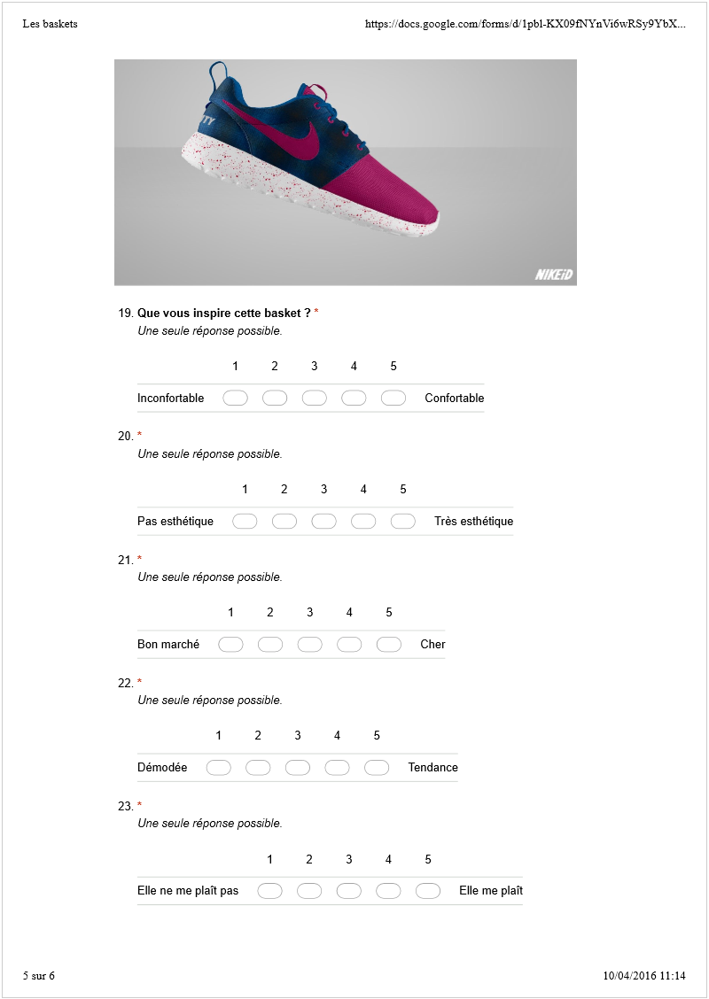 Les baskets https://docs.google.com/forms/d/1pbl-KX09fNYnVi6wRSy9YbX...
NIKEiD
19. Que vous inspire cette basket ? *
Une seule réponse possible.
1 2 3 4 5
Inconfortable Confortable
20. *
Une seule réponse possible.
1 2 3 4 5
Pas esthétique Très esthétique
21. *
Une seule réponse possible.
1 2 3 4 5
Bon marché Cher
22. *
Une seule réponse possible.
1 2 3 4 5
Démodée Tendance
23. *
Une seule réponse possible.
1 2 3 4 5
Elle ne me plaît pas Elle me plaît
5 sur 6 10/04/2016 11:14